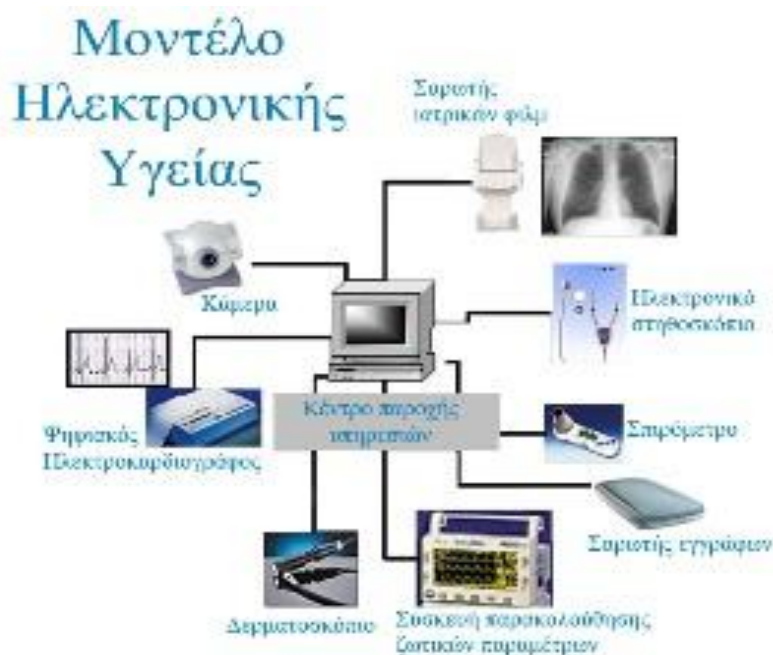 Μοντέλο
Ηλεκτρονικής
Υγείας
Σαρωτής
ιατρικών φιλμ
Κάμερα
Ηλεκτρονικό
στηθοσκόπιο
Κέντρο παροχής
υπηρεσιών
Ψηφιακός
Ηλεκτροκαρδιογράφος
Σπιρόμετρο
Σαρωτής εγγράφων
Δερματοσκόπιο
Συσκευή παρακολούθησης
ζωτικών παραμέτρων